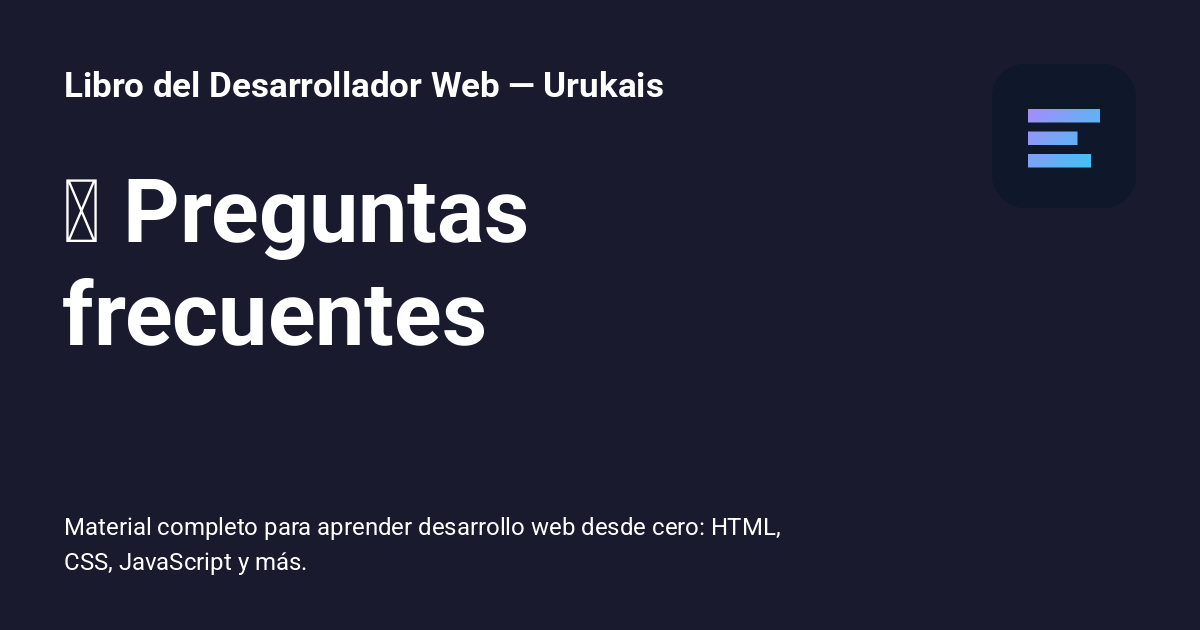 Libro del Desarrollador Web — Urukais
Preguntas
frecuentes
Material completo para aprender desarrollo web desde cero: HTML,
CSS, JavaScript y más.